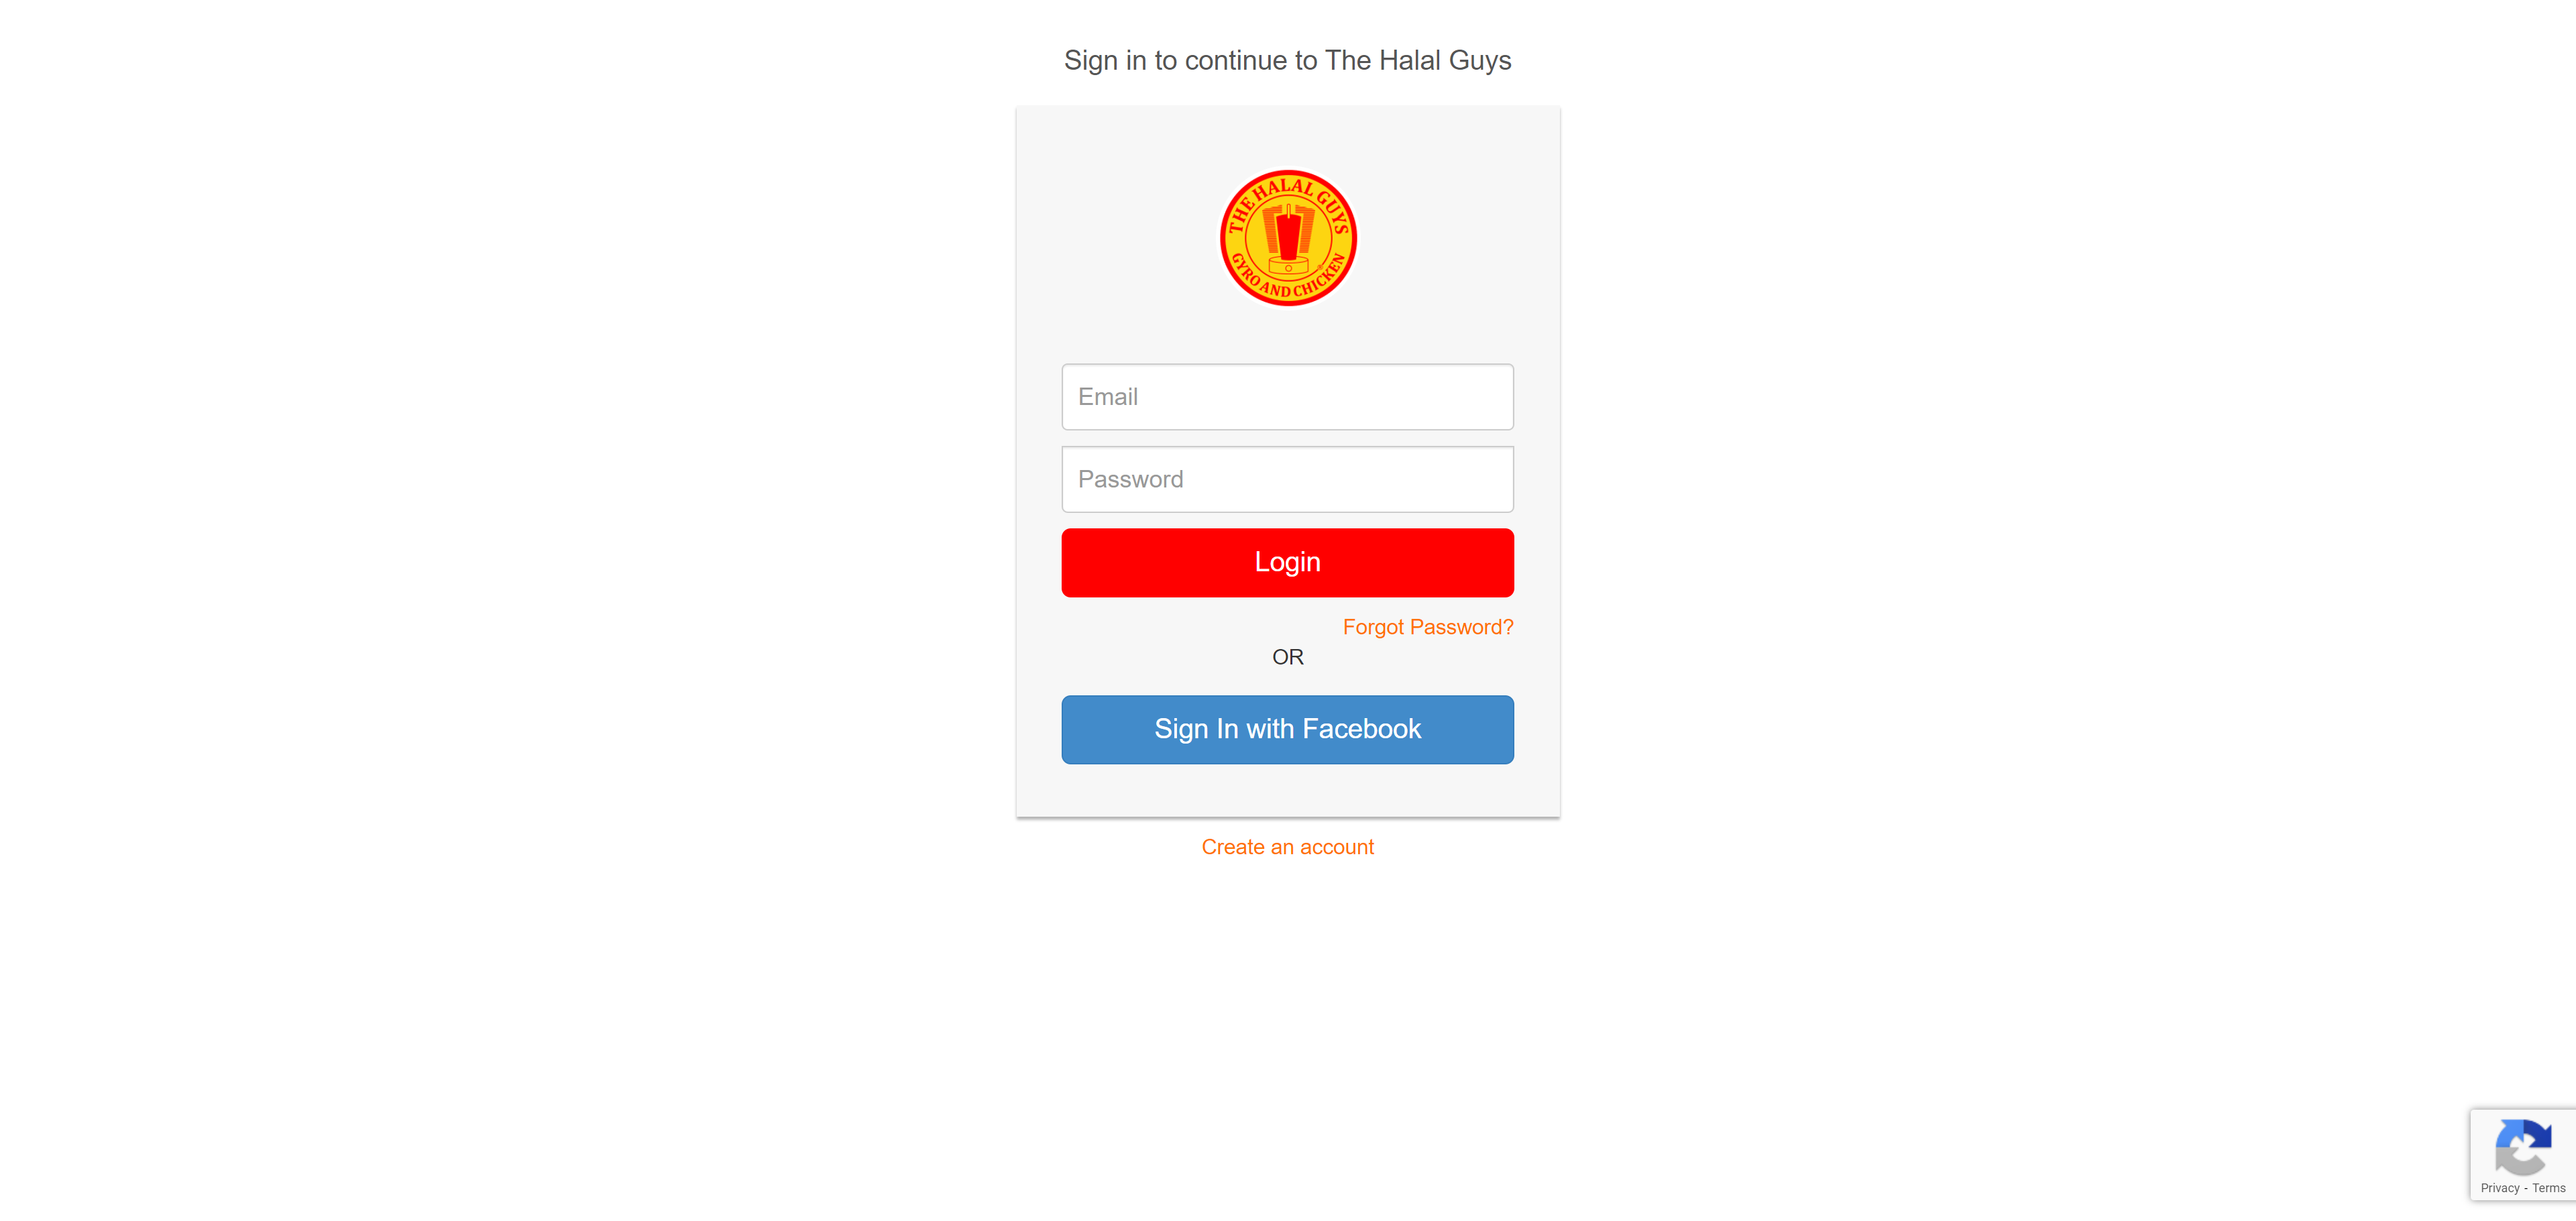 Sign in to continue to The Halal Guys
THE HALAL GUYS
GYRO AND CHICKEN
Email
Password
Login
Forgot Password?
OR
Sign In with Facebook
Create an account
Privacy - Terms